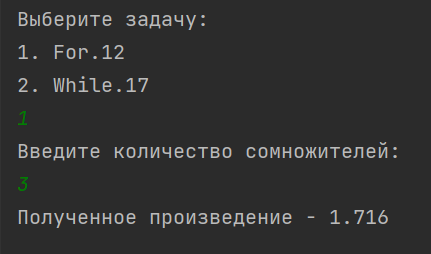 Выберите задачу:
1. For.12
2. While.17
1
Введите количество сомножителей:
3
Полученное произведение - 1.716